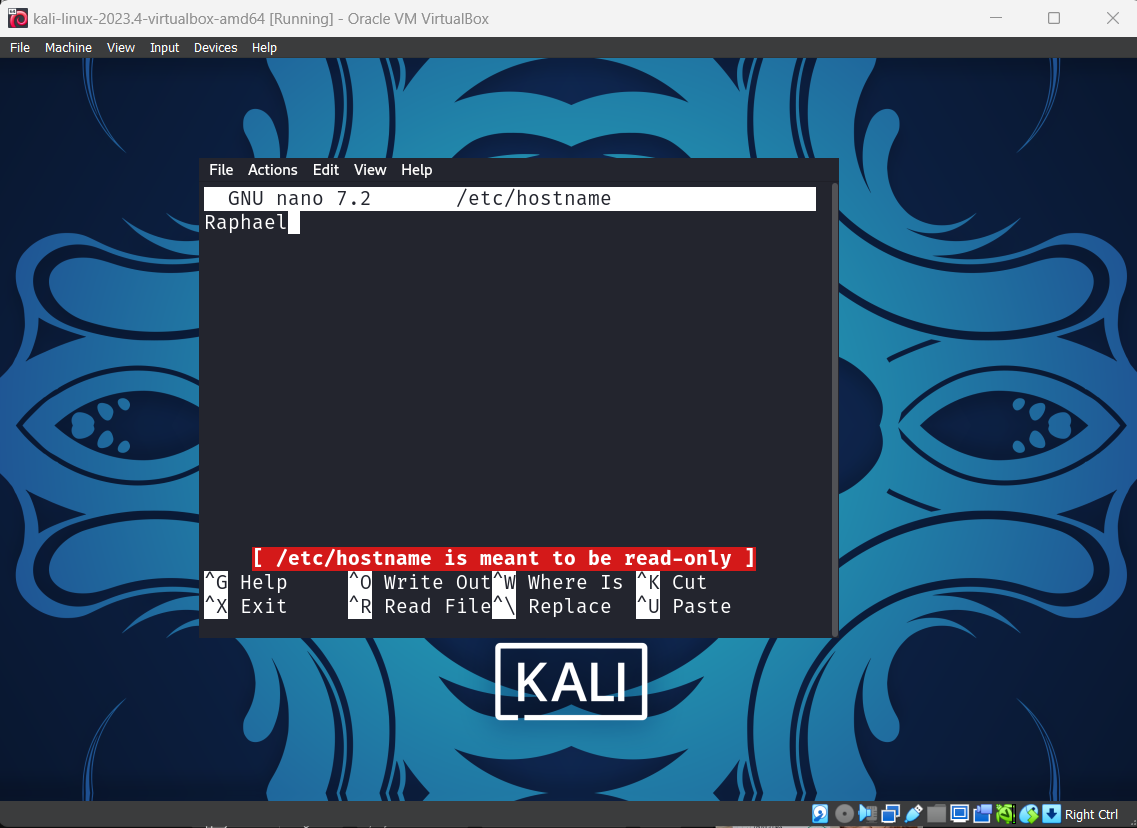 kali-linux-2023.4-virtualbox-amd64 [Running] - Oracle VM VirtualBox
File Machine View Input Devices Help
File Actions Edit View Help
GNU nano 7.2 /etc/hostname
Raphael
[ /etc/hostname is meant to be read-only ]
^G Help ^O Write Out ^W Where Is ^K Cut
^X Exit ^R Read File ^\ Replace ^U Paste
KALI
Right Ctrl